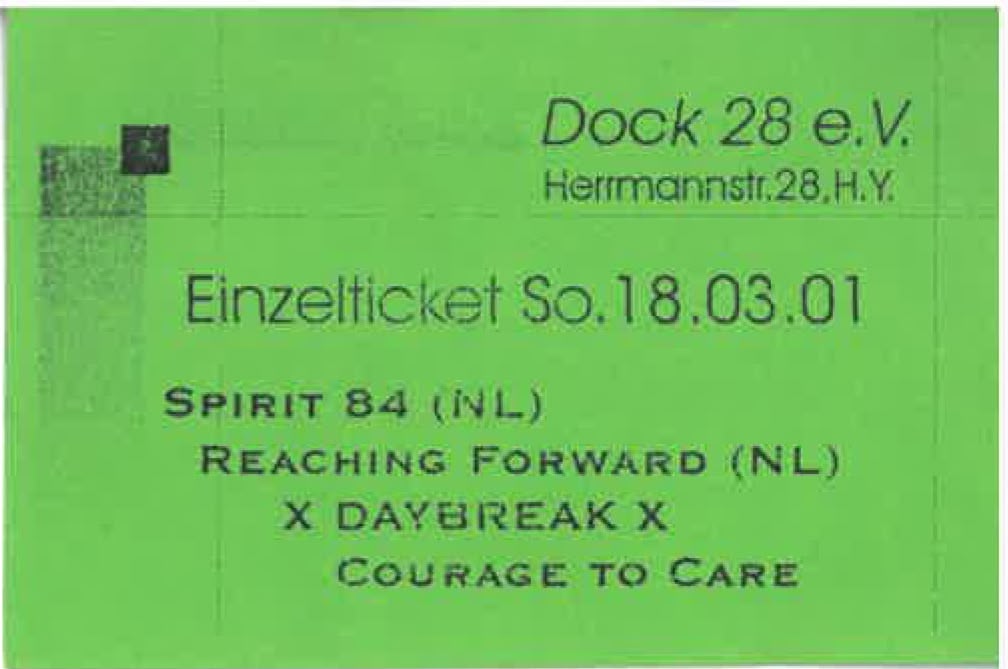 Dock 28 e.V.
Herrmannstr.28,H.Y.
Einzelticket So.18.03.01
SPIRIT 84 (NL)
REACHING FORWARD (NL)
X DAYBREAK X
COURAGE TO CARE